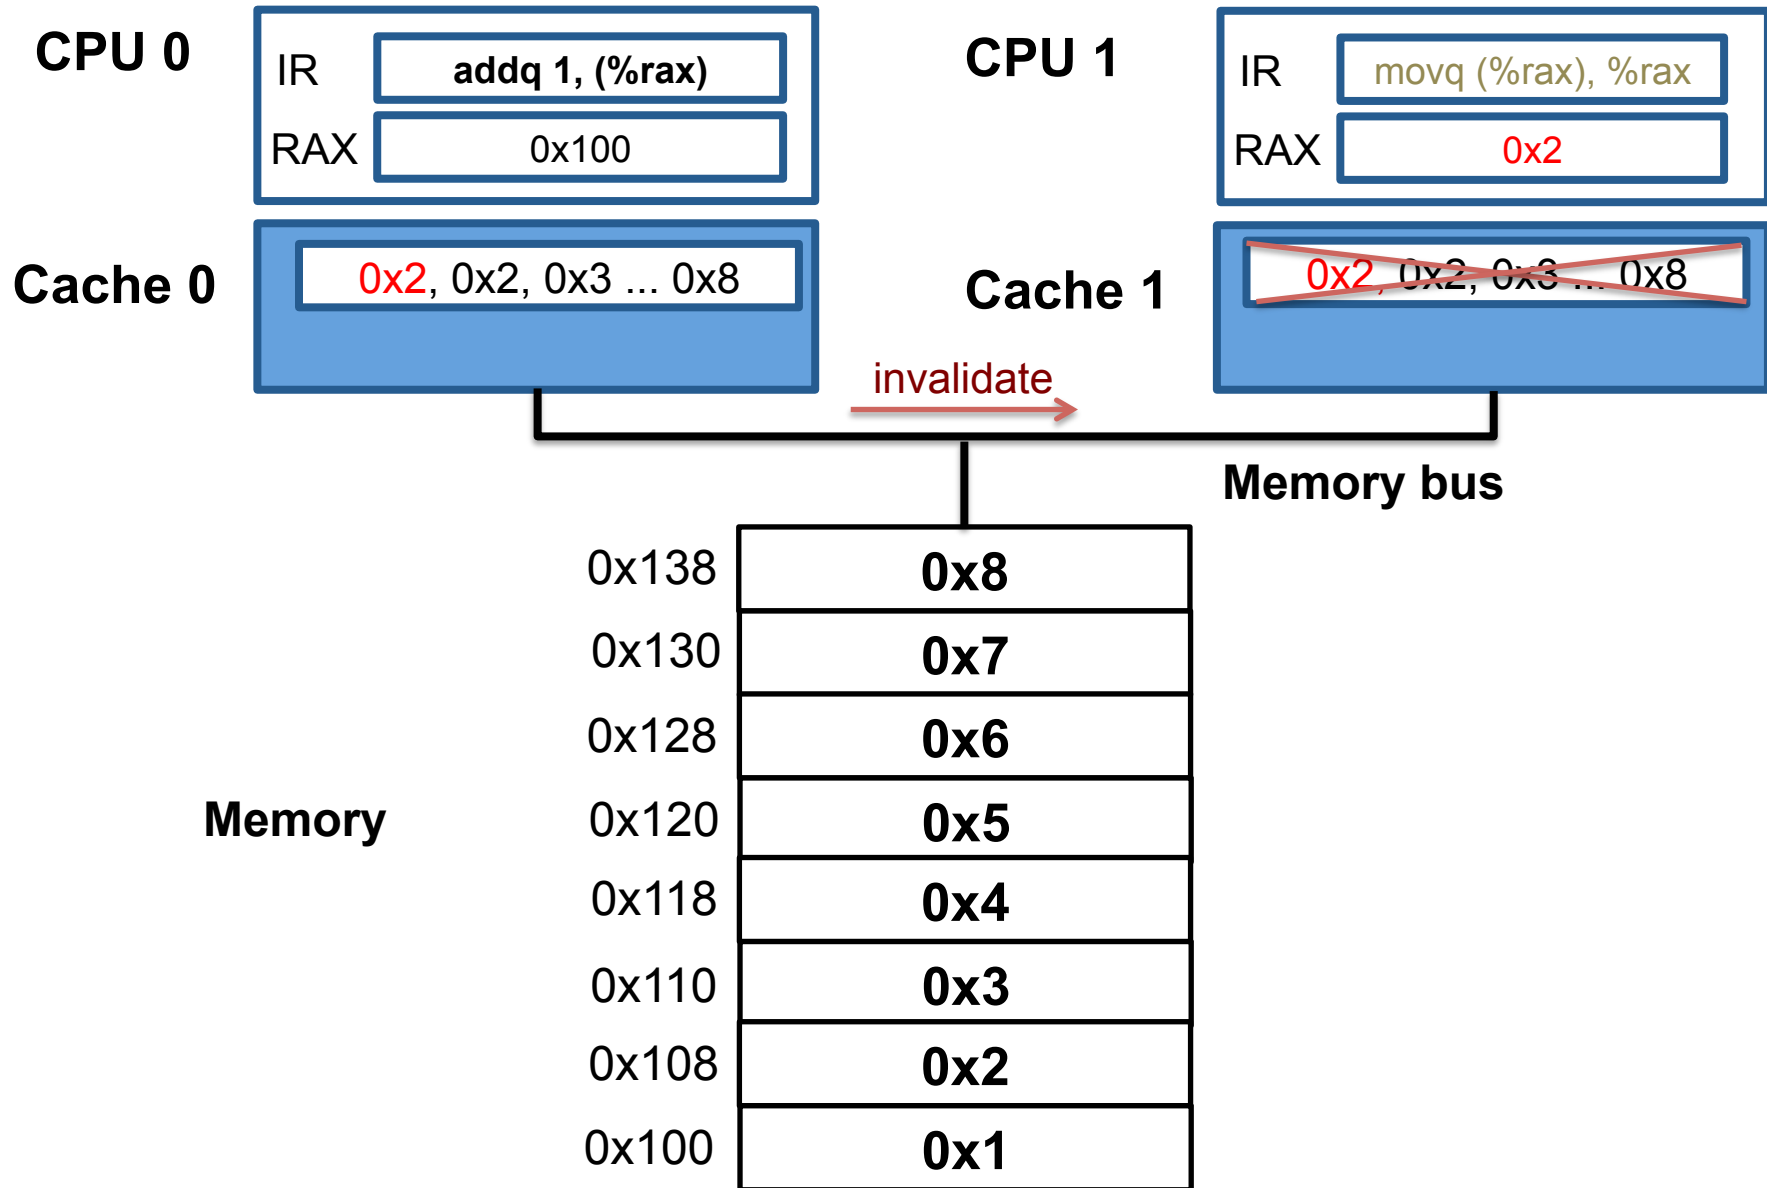 CPU 0
IR
addq 1, (%rax)
RAX
0x100
CPU 1
IR
movq (%rax), %rax
RAX
0x2
Cache 0
0x2, 0x2, 0x3 ... 0x8
Cache 1
0x2, 0x2, 0x3 ... 0x8
invalidate
Memory bus
Memory
0x138
0x8
0x130
0x7
0x128
0x6
0x120
0x5
0x118
0x4
0x110
0x3
0x108
0x2
0x100
0x1